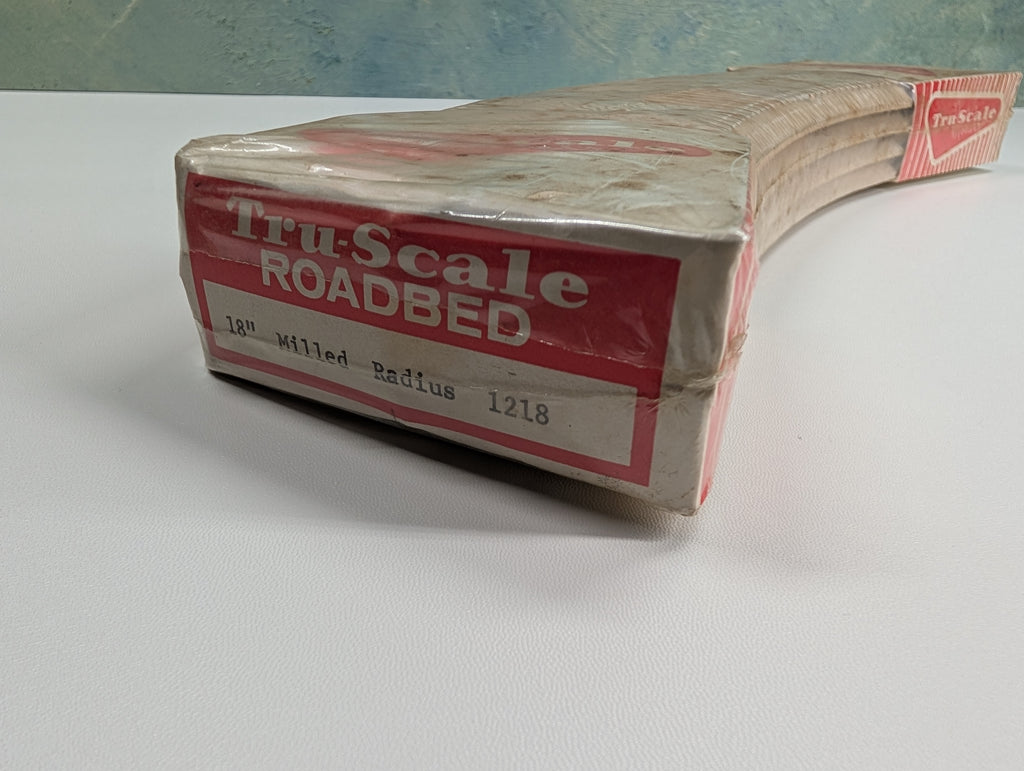 Tru-Scale
ROADBED
18" Milled Radius 1218
Tru-Scale